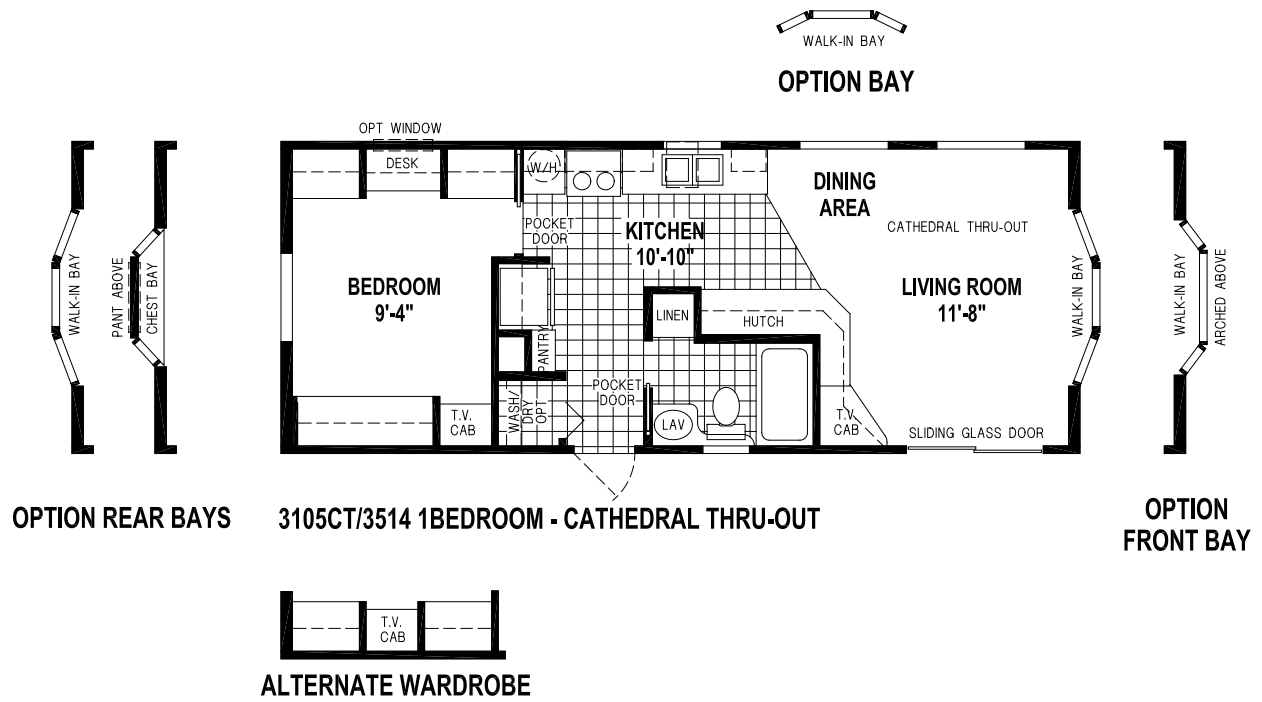 WALK-IN BAY
OPTION BAY
OPT WINDOW
DESK
W/H
POCKET
DOOR
KITCHEN
10'-10"
DINING
AREA
CATHEDRAL THRU-OUT
BEDROOM
9'-4"
LIVING ROOM
11'-8"
WALK-IN BAY
LINEN
HUTCH
PANTRY
POCKET
DOOR
WASH/
DRY
OPT
T.V.
CAB
LAV
T.V.
CAB
SLIDING GLASS DOOR
WALK-IN BAY
PANT ABOVE
CHEST BAY
OPTION REAR BAYS
WALK-IN BAY
ARCHED ABOVE
OPTION
FRONT BAY
3105CT/3514 1BEDROOM - CATHEDRAL THRU-OUT
T.V.
CAB
ALTERNATE WARDROBE